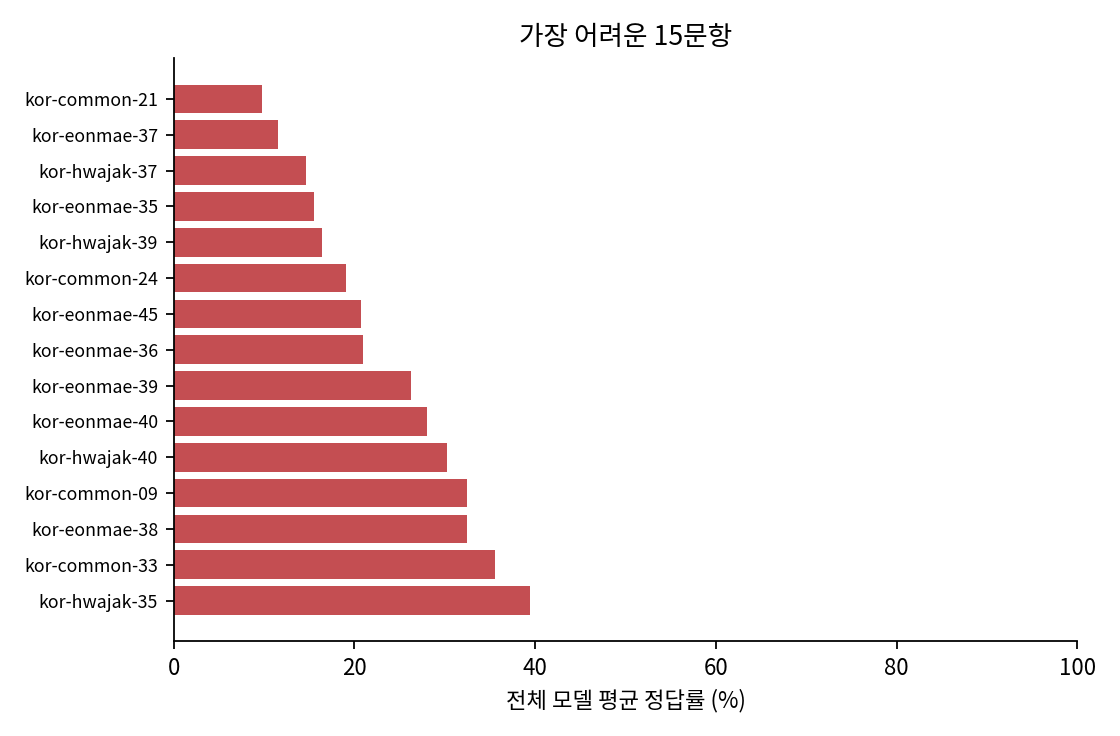 가장 어려운 15문항
kor-common-21
kor-eonmae-37
kor-hwajak-37
kor-eonmae-35
kor-hwajak-39
kor-common-24
kor-eonmae-45
kor-eonmae-36
kor-eonmae-39
kor-eonmae-40
kor-hwajak-40
kor-common-09
kor-eonmae-38
kor-common-33
kor-hwajak-35
0 20 40 60 80 100
전체 모델 평균 정답률 (%)